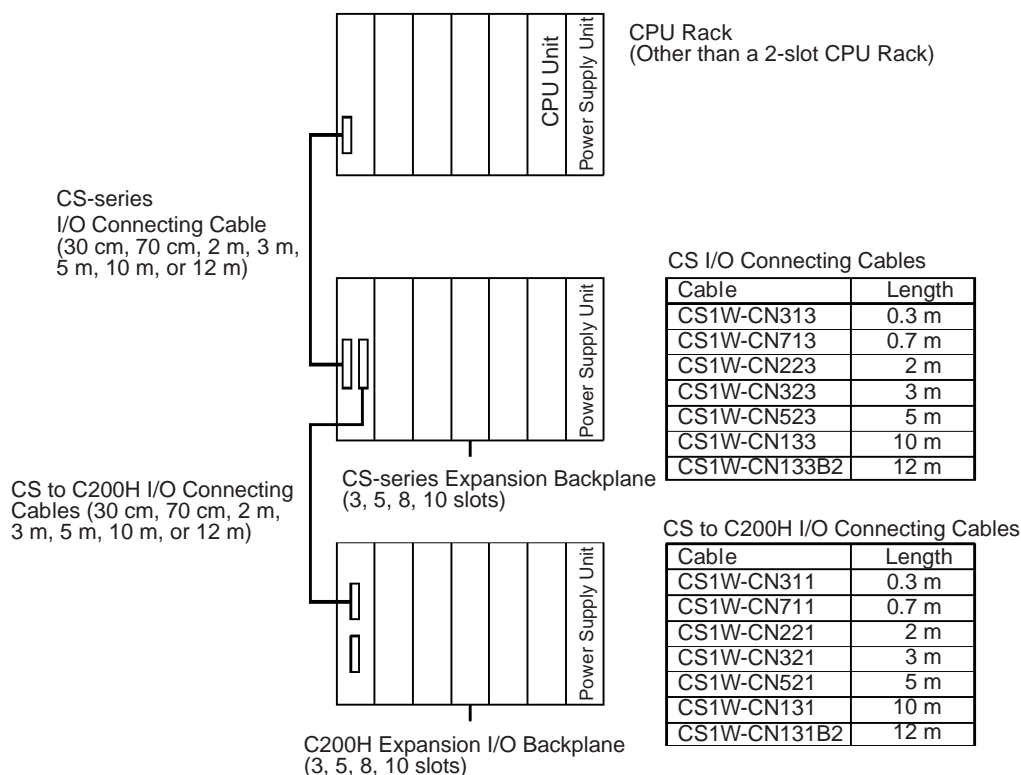 CPU Unit
Power Supply Unit
CPU Rack
(Other than a 2-slot CPU Rack)
CS-series
I/O Connecting Cable
(30 cm, 70 cm, 2 m, 3 m,
5 m, 10 m, or 12 m)
Power Supply Unit
CS-series Expansion Backplane
(3, 5, 8, 10 slots)
CS I/O Connecting Cables
Cable Length
CS1W-CN313 0.3 m
CS1W-CN713 0.7 m
CS1W-CN223 2 m
CS1W-CN323 3 m
CS1W-CN523 5 m
CS1W-CN133 10 m
CS1W-CN133B2 12 m
CS to C200H I/O Connecting
Cables (30 cm, 70 cm, 2 m,
3 m, 5 m, 10 m, or 12 m)
Power Supply Unit
C200H Expansion I/O Backplane
(3, 5, 8, 10 slots)
CS to C200H I/O Connecting Cables
Cable Length
CS1W-CN311 0.3 m
CS1W-CN711 0.7 m
CS1W-CN221 2 m
CS1W-CN321 3 m
CS1W-CN521 5 m
CS1W-CN131 10 m
CS1W-CN131B2 12 m